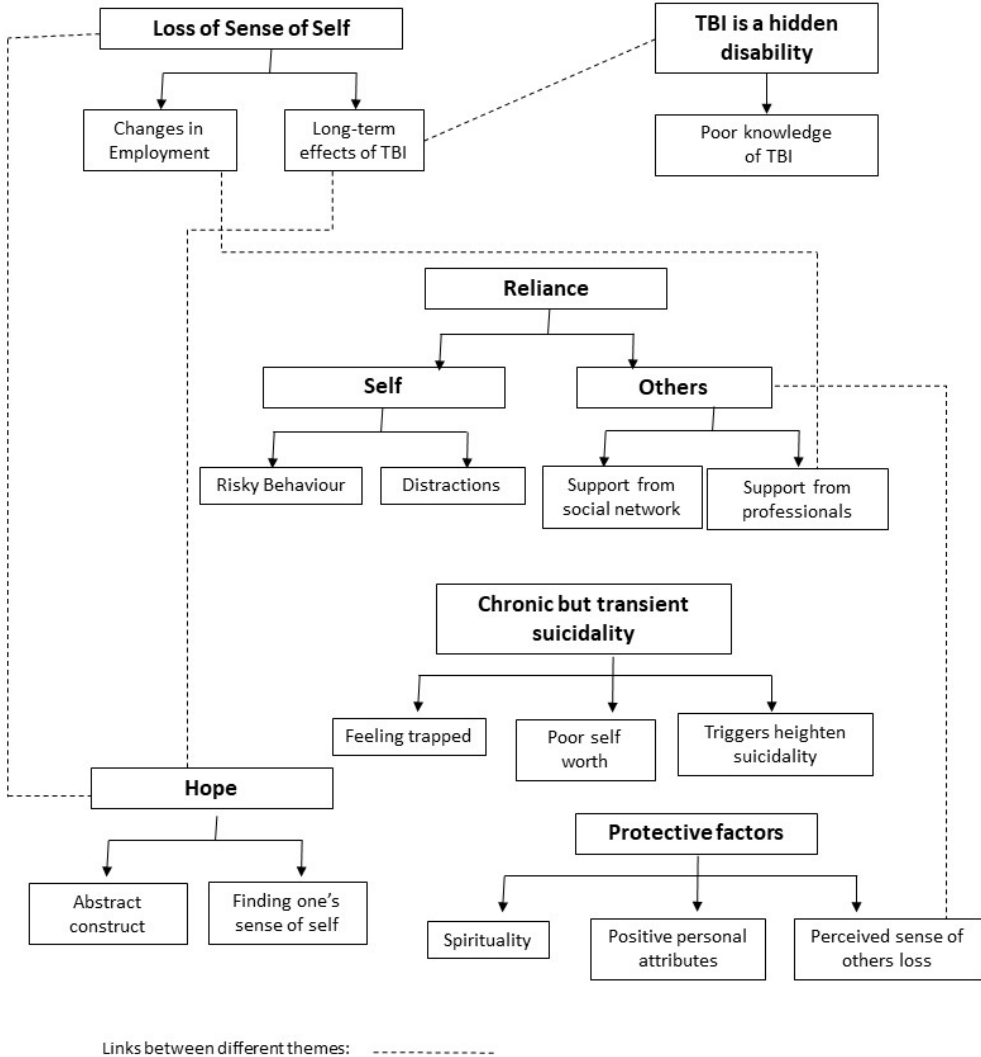 Loss of Sense of Self
TBI is a hidden
disability
Changes in
Employment
Long-term
effects of TBI
Poor knowledge
of TBI
Reliance
Self
Others
Risky Behaviour
Distractions
Support from
social network
Support from
professionals
Chronic but transient
suicidality
Feeling trapped
Poor self
worth
Triggers heighten
suicidality
Hope
Protective factors
Abstract
construct
Finding one's
sense of self
Spirituality
Positive personal
attributes
Perceived sense of
others loss
Links between different themes: